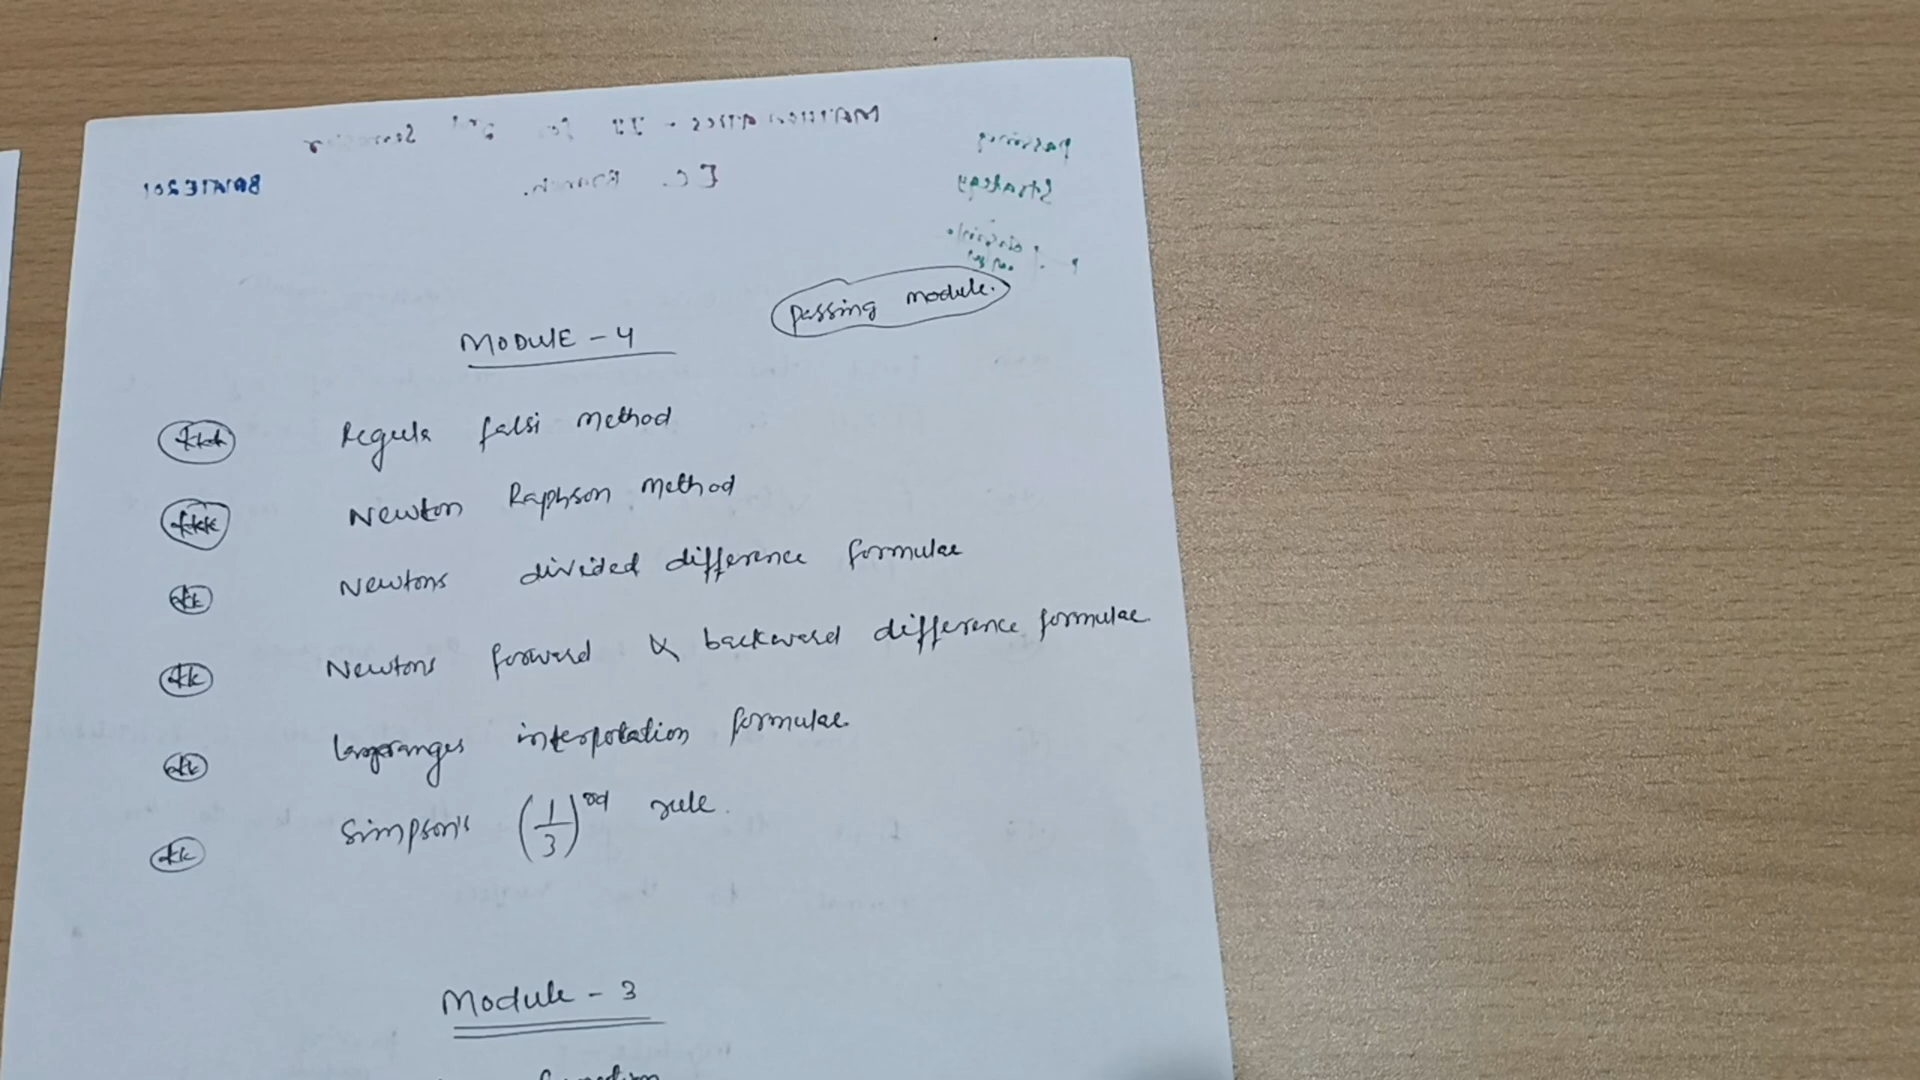 passing module.
MODULE - 4
*** Regula falsi method
*** Newton Raphson method
** Newtons divided difference formulae
** Newtons forward & backward difference formulae
** Lagranges interpolation formulae
** Simpson's (1/3)rd rule.
Module - 3